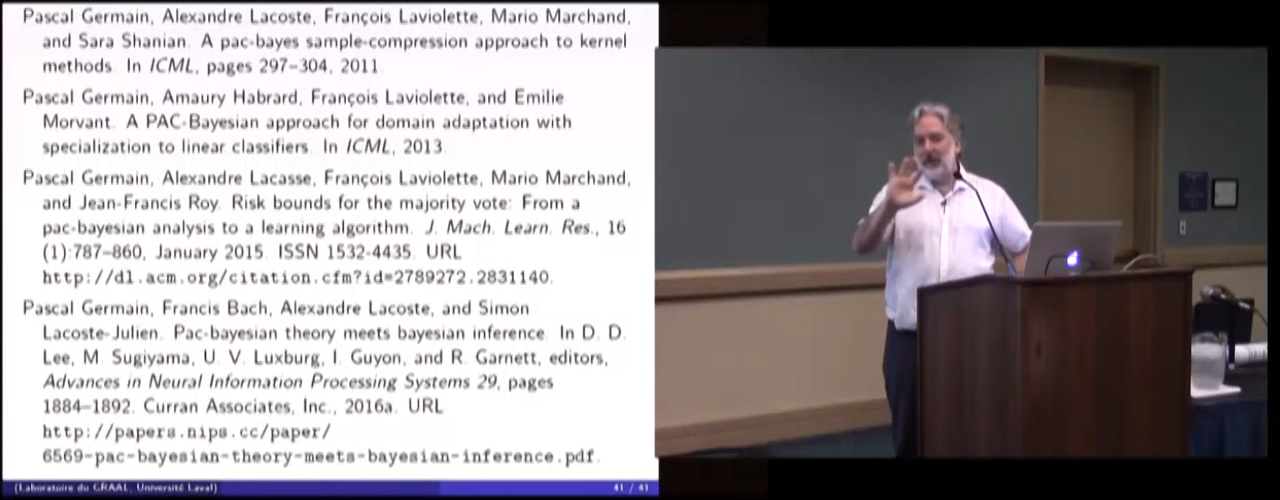 Pascal Germain, Alexandre Lacoste, François Laviolette, Mario Marchand,
and Sara Shanian. A pac-bayes sample-compression approach to kernel
methods. In ICML, pages 297–304, 2011.
Pascal Germain, Amaury Habrard, François Laviolette, and Emilie
Morvant. A PAC-Bayesian approach for domain adaptation with
specialization to linear classifiers. In ICML, 2013.
Pascal Germain, Alexandre Lacasse, François Laviolette, Mario Marchand,
and Jean-Francis Roy. Risk bounds for the majority vote: From a
pac-bayesian analysis to a learning algorithm. J. Mach. Learn. Res., 16
(1):787–860, January 2015. ISSN 1532-4435. URL
http://dl.acm.org/citation.cfm?id=2789272.2831140.
Pascal Germain, Francis Bach, Alexandre Lacoste, and Simon
Lacoste-Julien. Pac-bayesian theory meets bayesian inference. In D. D.
Lee, M. Sugiyama, U. V. Luxburg, I. Guyon, and R. Garnett, editors,
Advances in Neural Information Processing Systems 29, pages
1884–1892. Curran Associates, Inc., 2016a. URL
http://papers.nips.cc/paper/
6569-pac-bayesian-theory-meets-bayesian-inference.pdf.
(Laboratoire du GRAAL, Université Laval) 41 / 41